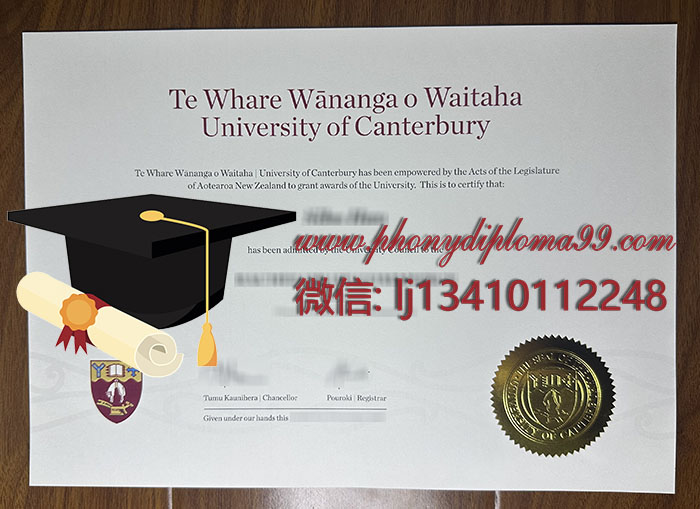 Te Whare Wānanga o Waitaha
University of Canterbury
Te Whare Wānanga o Waitaha | University of Canterbury has been empowered by the Acts of the Legislature
of Aotearoa New Zealand to grant awards of the University. This is to certify that:
www.phonydiploma99.com
has been admitted by the University Council to the
微信: lj13410112248
Tumu Kaunihera | Chancellor
Pouroki | Registrar
Given under our hands this